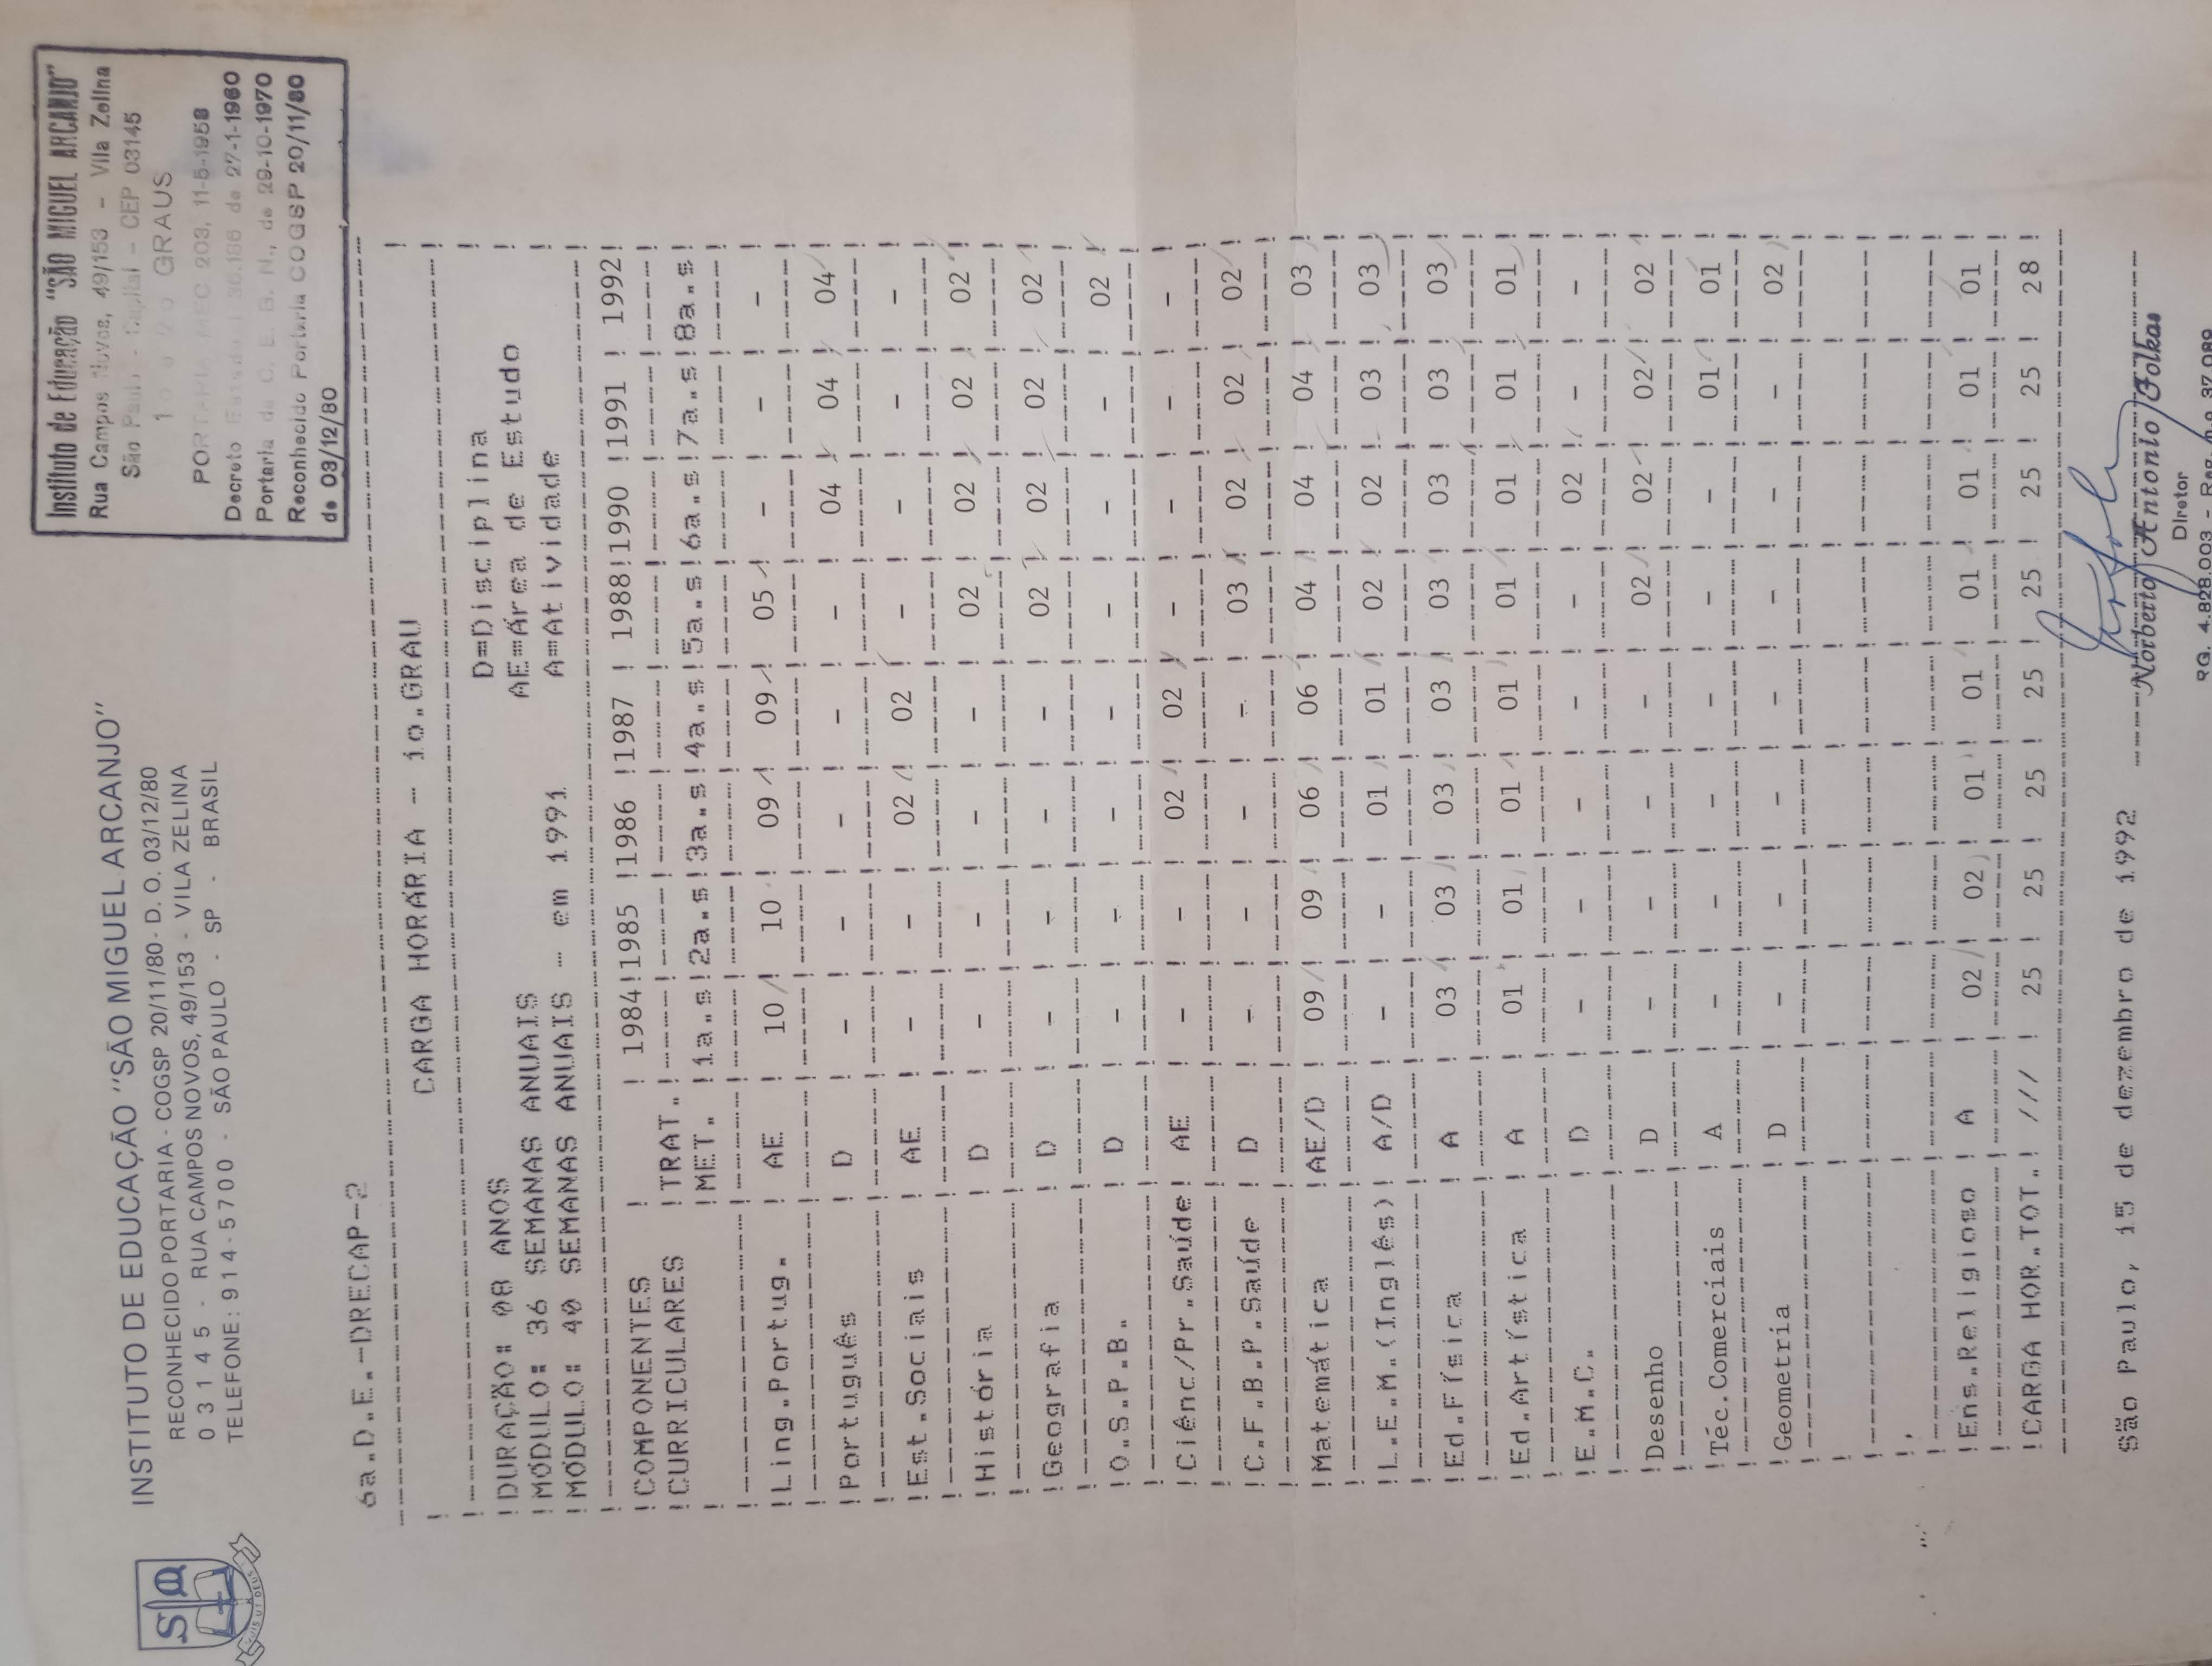 INSTITUTO DE EDUCAÇÃO "SÃO MIGUEL ARCANJO"
RECONHECIDO PORTARIA - COGSP 20/11/80 - D. O. 03/12/80
0 3 1 4 5 - RUA CAMPOS NOVOS, 49/153 - VILA ZELINA
TELEFONE: 914-5700 - SÃO PAULO - SP - BRASIL
S M
QUIS UT DEUS
Instituto de Educação "SÃO MIGUEL ARCANJO"
Rua Campos Novos, 49/153 - Vila Zelina
São Paulo - Capital - CEP 03145
GRAUS
PORTARIA MEC 203, 11-5-1958
Decreto Estadual 36.186 de 27-1-1960
Portaria da C. E. B. N., de 29-10-1970
Reconhecido Portaria COGSP 20/11/80
de 03/12/80
6a.D.E.-DRECAP-2
! CARGA HORÁRIA - 1o.GRAU !
!DURAÇÃO: 08 ANOS D=Disciplina !
!MÓDULO: 36 SEMANAS ANUAIS AE=Área de Estudo !
!MÓDULO: 40 SEMANAS ANUAIS - em 1991 A=Atividade !
!COMPONENTES ! ! 1984!1985 !1986 !1987 ! 1988!1990 !1991 ! 1992!
!CURRICULARES !TRAT.!----!----!----!----!----!----!----!----!
! !MET. !1a.s!2a.s!3a.s!4a.s!5a.s!6a.s!7a.s!8a.s!
!Ling.Portug. ! AE ! 10 ! 10 ! 09 ! 09 ! 05 ! - ! - ! - !
!Português ! D ! - ! - ! - ! - ! - ! 04 ! 04 ! 04 !
!Est.Sociais ! AE ! - ! - ! 02 ! 02 ! - ! - ! - ! - !
!História ! D ! - ! - ! - ! - ! 02 ! 02 ! 02 ! 02 !
!Geografia ! D ! - ! - ! - ! - ! 02 ! 02 ! 02 ! 02 !
!O.S.P.B. ! D ! - ! - ! - ! - ! - ! - ! - ! 02 !
!Ciênc/Pr.Saúde! AE ! - ! - ! 02 ! 02 ! - ! - ! - ! - !
!C.F.B.P.Saúde ! D ! - ! - ! - ! - ! 03 ! 02 ! 02 ! 02 !
!Matemática !AE/D ! 09 ! 09 ! 06 ! 06 ! 04 ! 04 ! 04 ! 03 !
!L.E.M.(Inglês)! A/D ! - ! - ! 01 ! 01 ! 02 ! 02 ! 03 ! 03 !
!Ed.Física ! A ! 03 ! 03 ! 03 ! 03 ! 03 ! 03 ! 03 ! 03 !
!Ed.Artística ! A ! 01 ! 01 ! 01 ! 01 ! 01 ! 01 ! 01 ! 01 !
!E.M.C. ! D ! - ! - ! - ! - ! - ! 02 ! - ! - !
!Desenho ! D ! - ! - ! - ! - ! 02 ! 02 ! 02 ! 02 !
!Téc.Comerciais ! A ! - ! - ! - ! - ! - ! - ! 01 ! 01 !
!Geometria ! D ! - ! - ! - ! - ! - ! - ! - ! 02 !
!Ens.Religioso ! A ! 02 ! 02 ! 01 ! 01 ! 01 ! 01 ! 01 ! 01 !
!CARGA HOR.TOT.! /// ! 25 ! 25 ! 25 ! 25 ! 25 ! 25 ! 25 ! 28 !
São Paulo, 15 de dezembro de 1992
Norberto Antonio Folkas
Diretor
RG. 4.828.003 - Reg. n.o 37.089